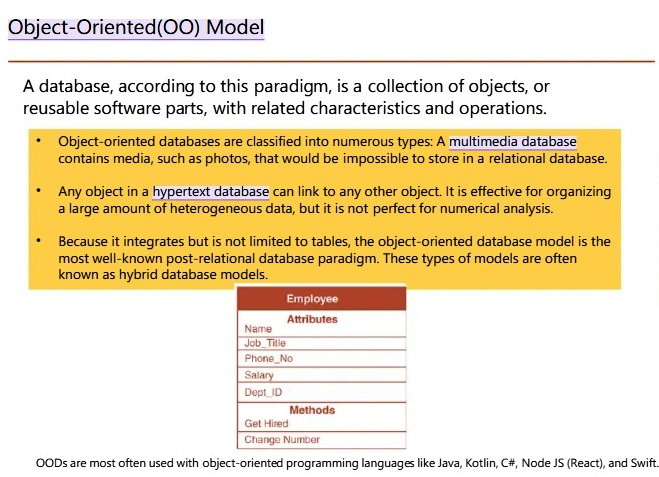 Object-Oriented(OO) Model
A database, according to this paradigm, is a collection of objects, or
reusable software parts, with related characteristics and operations.
• Object-oriented databases are classified into numerous types: A multimedia database
contains media, such as photos, that would be impossible to store in a relational database.
• Any object in a hypertext database can link to any other object. It is effective for organizing
a large amount of heterogeneous data, but it is not perfect for numerical analysis.
• Because it integrates but is not limited to tables, the object-oriented database model is the
most well-known post-relational database paradigm. These types of models are often
known as hybrid database models.
Employee
Attributes
Name
Job_Title
Phone_No
Salary
Dept_ID
Methods
Get Hired
Change Number
OODs are most often used with object-oriented programming languages like Java, Kotlin, C#, Node JS (React), and Swift.